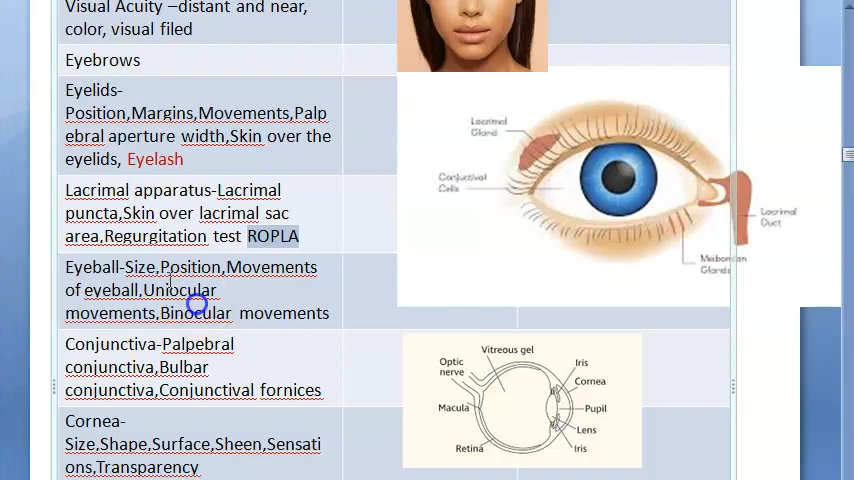 Visual Acuity –distant and near,
color, visual filed
Eyebrows
Eyelids-
Position,Margins,Movements,Palp
ebral aperture width,Skin over the
eyelids, Eyelash
Lacrimal apparatus-Lacrimal
puncta,Skin over lacrimal sac
area,Regurgitation test ROPLA
Eyeball-Size,Position,Movements
of eyeball,Uniocular
movements,Binocular movements
Conjunctiva-Palpebral
conjunctiva,Bulbar
conjunctiva,Conjunctival fornices
Cornea-
Size,Shape,Surface,Sheen,Sensati
ons,Transparency
Lacrimal
Gland
Conjuctival
Cells
Lacrimal
Duct
Meibomian
Glands
Vitreous gel
Optic
nerve
Iris
Cornea
Macula
Pupil
Lens
Retina
Iris